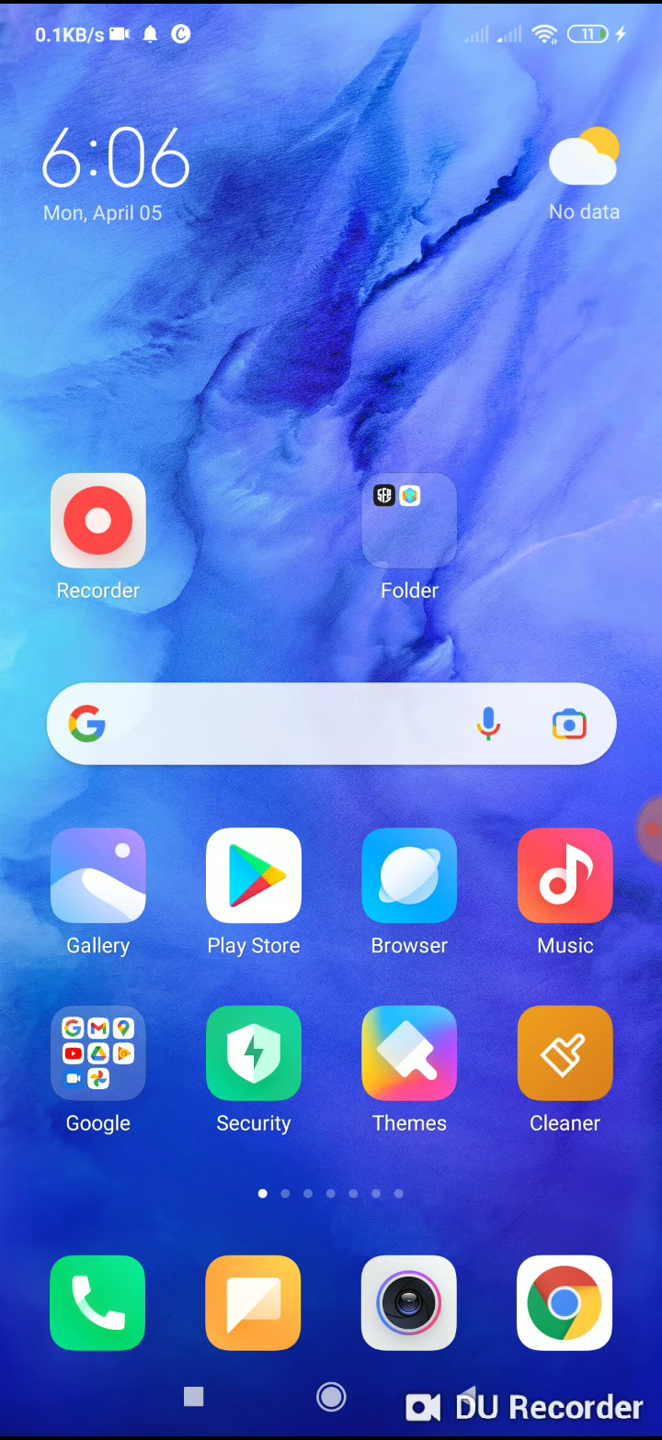 0.1KB/s
11
6:06
Mon, April 05
No data
Recorder
Folder
Gallery
Play Store
Browser
Music
Google
Security
Themes
Cleaner
DU Recorder